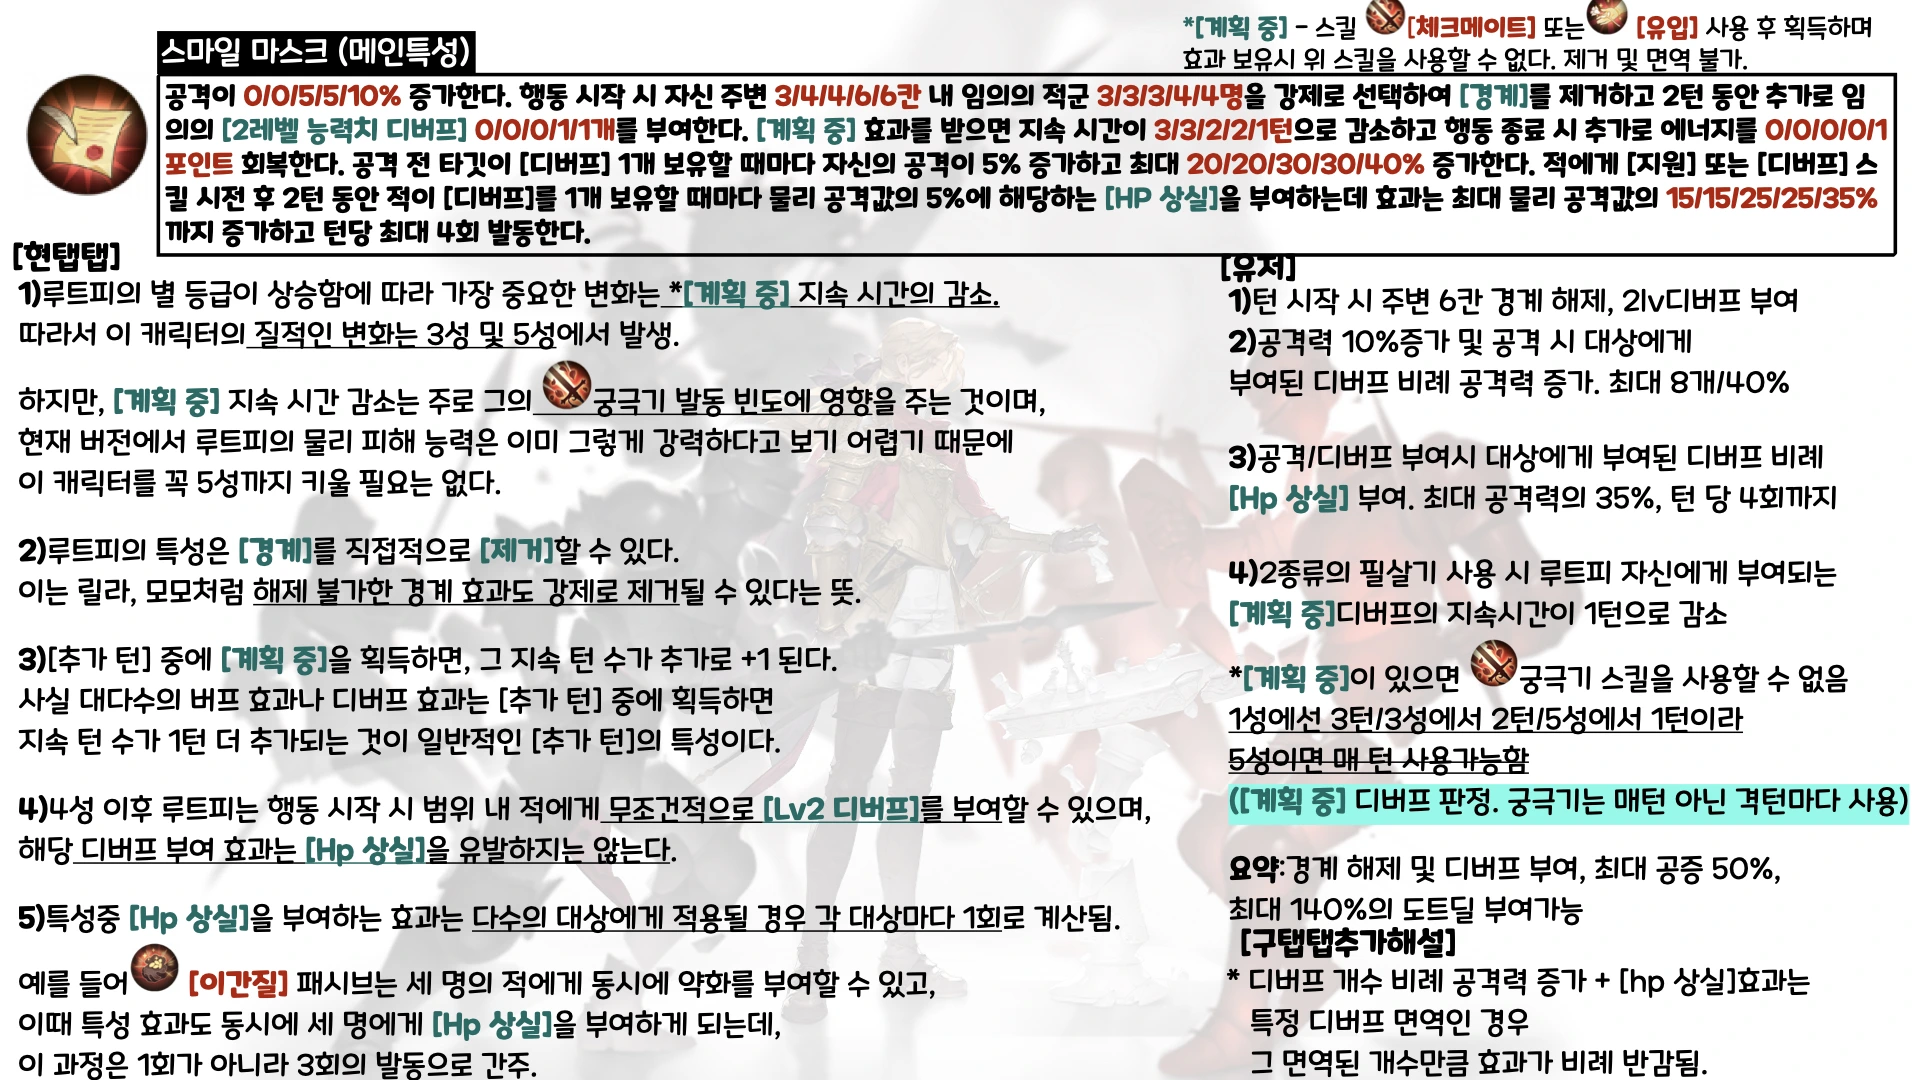 *[계획 중] - 스킬 [체크메이트] 또는 [유입] 사용 후 획득하며
효과 보유시 위 스킬을 사용할 수 없다. 제거 및 면역 불가.
스마일 마스크 (메인특성)
공격이 0/0/5/5/10% 증가한다. 행동 시작 시 자신 주변 3/4/4/6/6칸 내 임의의 적군 3/3/3/4/4명을 강제로 선택하여 [경계]를 제거하고 2턴 동안 추가로 임
의의 [2레벨 능력치 디버프] 0/0/0/1/1개를 부여한다. [계획 중] 효과를 받으면 지속 시간이 3/3/2/2/1턴으로 감소하고 행동 종료 시 추가로 에너지를 0/0/0/0/1
포인트 회복한다. 공격 전 타깃이 [디버프] 1개 보유할 때마다 자신의 공격이 5% 증가하고 최대 20/20/30/30/40% 증가한다. 적에게 [지원] 또는 [디버프] 스
킬 시전 후 2턴 동안 적이 [디버프]를 1개 보유할 때마다 물리 공격값의 5%에 해당하는 [HP 상실]을 부여하는데 효과는 최대 물리 공격값의 15/15/25/25/35%
까지 증가하고 턴당 최대 4회 발동한다.
[현탭탭]
1)루트피의 별 등급이 상승함에 따라 가장 중요한 변화는 *[계획 중] 지속 시간의 감소.
따라서 이 캐릭터의 질적인 변화는 3성 및 5성에서 발생.
하지만, [계획 중] 지속 시간 감소는 주로 그의 궁극기 발동 빈도에 영향을 주는 것이며,
현재 버전에서 루트피의 물리 피해 능력은 이미 그렇게 강력하다고 보기 어렵기 때문에
이 캐릭터를 꼭 5성까지 키울 필요는 없다.
2)루트피의 특성은 [경계]를 직접적으로 [제거]할 수 있다.
이는 릴라, 모모처럼 해제 불가한 경계 효과도 강제로 제거될 수 있다는 뜻.
3)[추가 턴] 중에 [계획 중]을 획득하면, 그 지속 턴 수가 추가로 +1 된다.
사실 대다수의 버프 효과나 디버프 효과는 [추가 턴] 중에 획득하면
지속 턴 수가 1턴 더 추가되는 것이 일반적인 [추가 턴]의 특성이다.
4)4성 이후 루트피는 행동 시작 시 범위 내 적에게 무조건적으로 [Lv2 디버프]를 부여할 수 있으며,
해당 디버프 부여 효과는 [Hp 상실]을 유발하지는 않는다.
5)특성중 [Hp 상실]을 부여하는 효과는 다수의 대상에게 적용될 경우 각 대상마다 1회로 계산됨.
예를 들어 [이간질] 패시브는 세 명의 적에게 동시에 약화를 부여할 수 있고,
이때 특성 효과도 동시에 세 명에게 [Hp 상실]을 부여하게 되는데,
이 과정은 1회가 아니라 3회의 발동으로 간주.
[유저]
1)턴 시작 시 주변 6칸 경계 해제, 2lv디버프 부여
2)공격력 10%증가 및 공격 시 대상에게
부여된 디버프 비례 공격력 증가. 최대 8개/40%
3)공격/디버프 부여시 대상에게 부여된 디버프 비례
[Hp 상실] 부여. 최대 공격력의 35%, 턴 당 4회까지
4)2종류의 필살기 사용 시 루트피 자신에게 부여되는
[계획 중]디버프의 지속시간이 1턴으로 감소
*[계획 중]이 있으면 궁극기 스킬을 사용할 수 없음
1성에선 3턴/3성에서 2턴/5성에서 1턴이라
5성이면 매 턴 사용가능함
([계획 중] 디버프 판정. 궁극기는 매턴 아닌 격턴마다 사용)
요약:경계 해제 및 디버프 부여, 최대 공증 50%,
최대 140%의 도트딜 부여가능
[구탭탭추가해설]
* 디버프 개수 비례 공격력 증가 + [hp 상실]효과는
특정 디버프 면역인 경우
그 면역된 개수만큼 효과가 비례 반감됨.